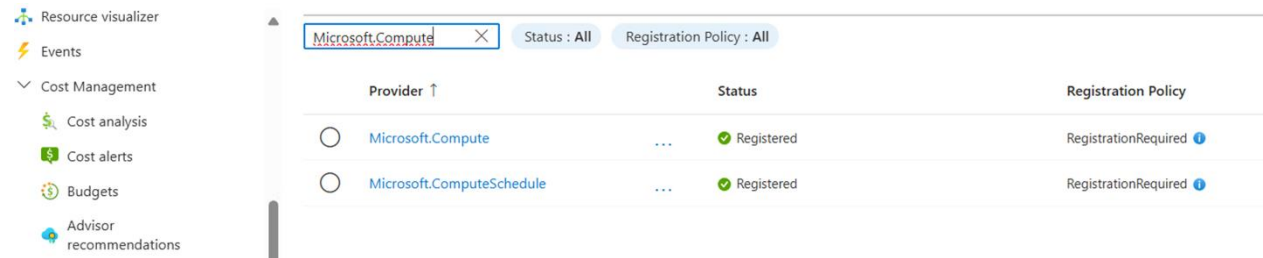 Resource visualizer
Events
Cost Management
Cost analysis
Cost alerts
Budgets
Advisor
recommendations
Microsoft.Compute
Status : All
Registration Policy : All
Provider ↑ Status Registration Policy
Microsoft.Compute ... Registered RegistrationRequired
Microsoft.ComputeSchedule ... Registered RegistrationRequired